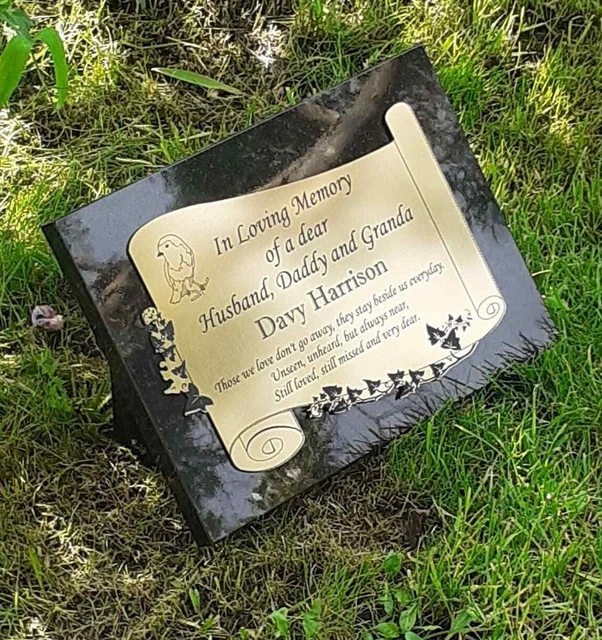 In Loving Memory
of a dear
Husband, Daddy and Granda
Davy Harrison
Those we love don't go away, they stay beside us everyday.
Unseen, unheard, but always near,
Still loved, still missed and very dear.